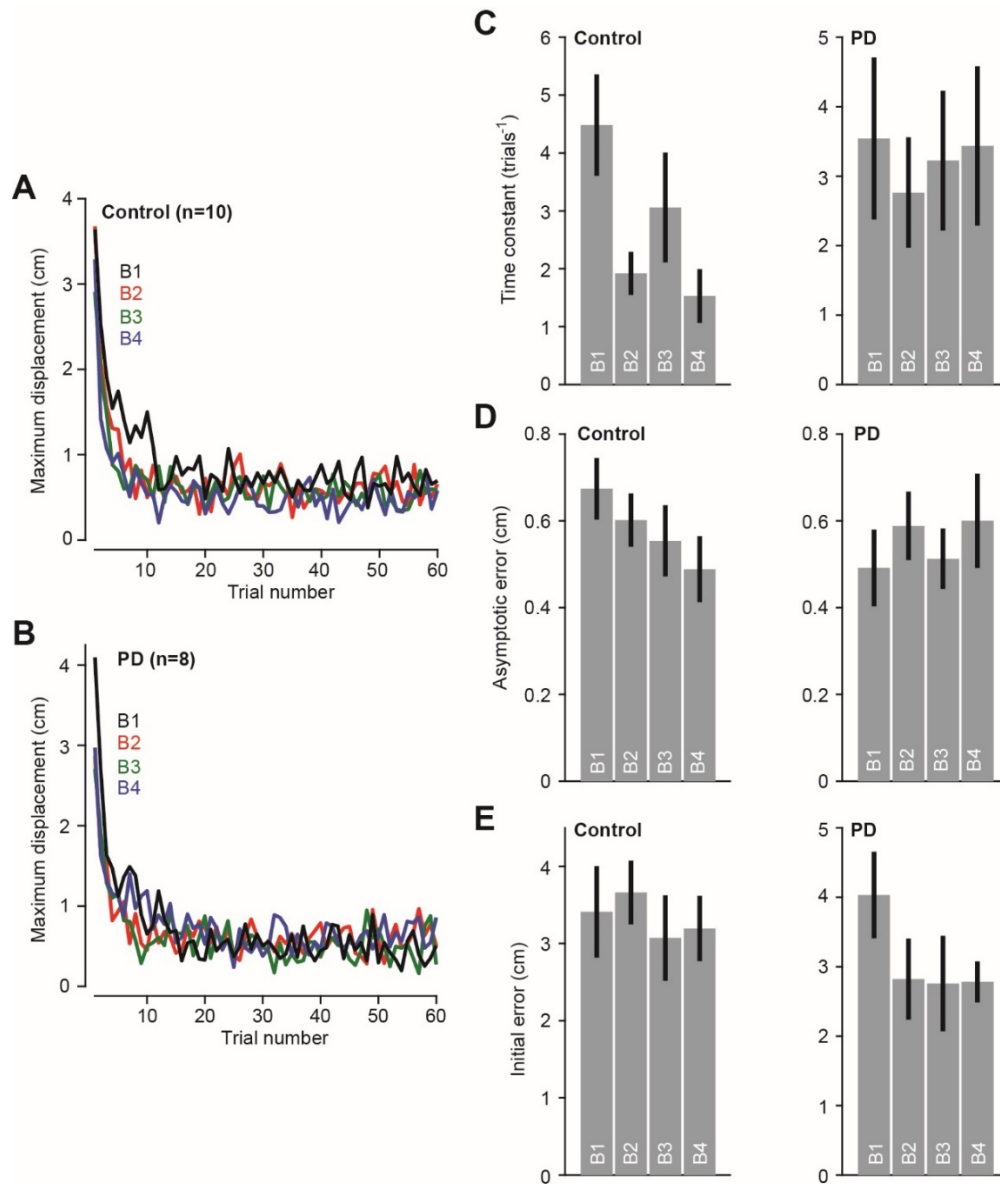 A
Control (n=10)
B1
B2
B3
B4
4
3
2
1
0
Maximum displacement (cm)
10
20
30
40
50
60
Trial number
B
PD (n=8)
B1
B2
B3
B4
4
3
2
1
0
Maximum displacement (cm)
10
20
30
40
50
60
Trial number
C
Control
6
5
4
3
2
1
0
Time constant (trials⁻¹)
B1
B2
B3
B4
PD
5
4
3
2
1
0
B1
B2
B3
B4
D
Control
0.8
0.6
0.4
0.2
0
Asymptotic error (cm)
B1
B2
B3
B4
PD
0.8
0.6
0.4
0.2
0
B1
B2
B3
B4
E
Control
4
3
2
1
0
Initial error (cm)
B1
B2
B3
B4
PD
5
4
3
2
1
0
B1
B2
B3
B4